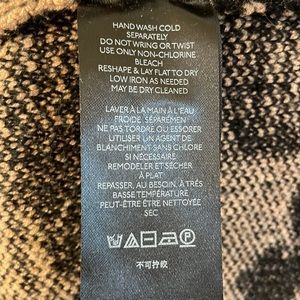 HAND WASH COLD
SEPARATELY
DO NOT WRING OR TWIST
USE ONLY NON-CHLORINE
BLEACH
RESHAPE & LAY FLAT TO DRY
LOW IRON AS NEEDED
MAY BE DRY CLEANED
LAVER À LA MAIN À L'EAU
FROIDE, SÉPARÉMEN
NE PAS TORDRE OU ESSORER
UTILISER UN AGENT DE
BLANCHIMENT SANS CHLORE
SI NÉCESSAIRE
REMODELER ET SÉCHER
À PLAT
REPASSER, AU BESOIN, À TRÈS
BASSE TEMPÉRATURE
PEUT-ÊTRE ÊTRE NETTOYÉE
SEC
不可拧绞